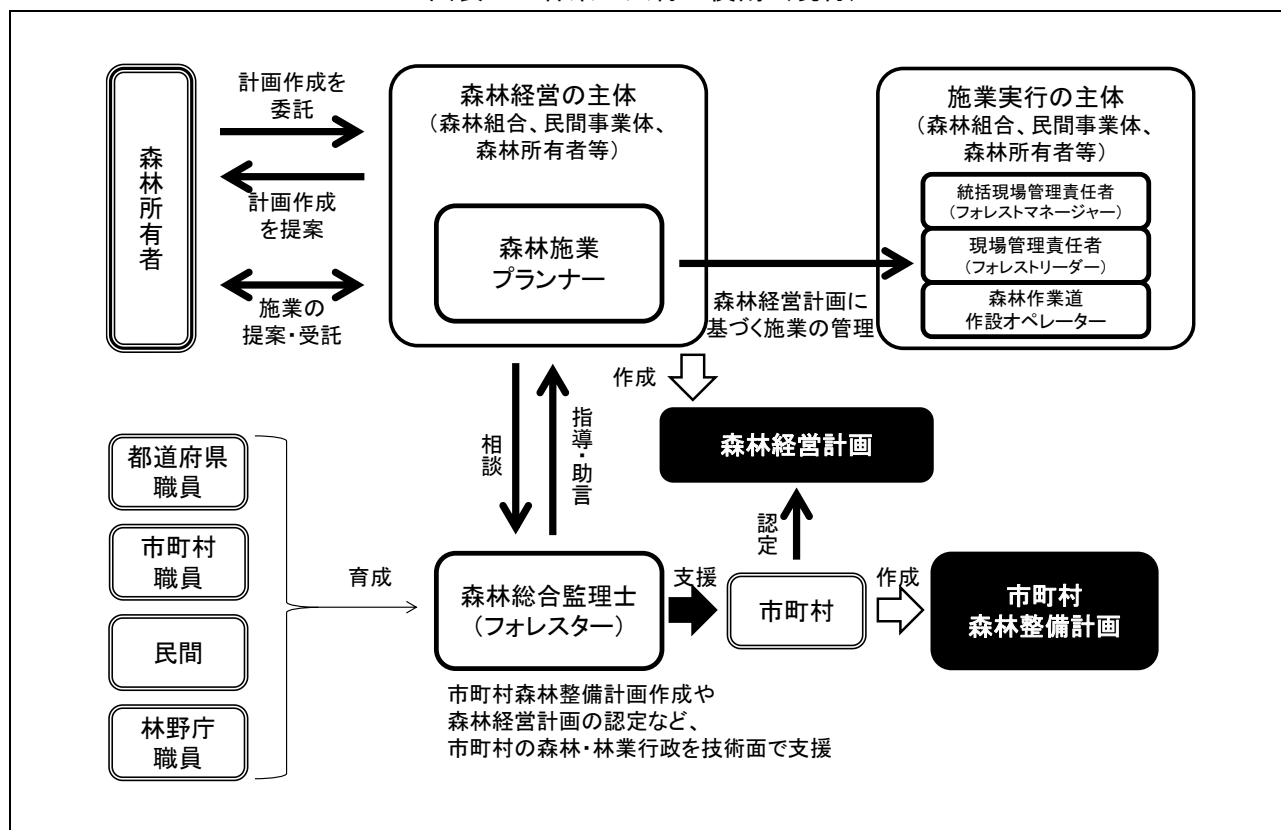 計画作成を
委託
森林所有者
計画作成
を提案
施業の
提案・受託
森林経営の主体
(森林組合、民間事業体、
森林所有者等)
森林施業
プランナー
施業実行の主体
(森林組合、民間事業体、
森林所有者等)
統括現場管理責任者
(フォレストマネージャー)
現場管理責任者
(フォレストリーダー)
森林作業道
作設オペレーター
森林経営計画に
基づく施業の管理
作成
森林経営計画
相談
指導・助言
認定
都道府県
職員
市町村
職員
民間
林野庁
職員
育成
森林総合監理士
(フォレスター)
支援
市町村
作成
市町村
森林整備計画
市町村森林整備計画作成や
森林経営計画の認定など、
市町村の森林・林業行政を技術面で支援